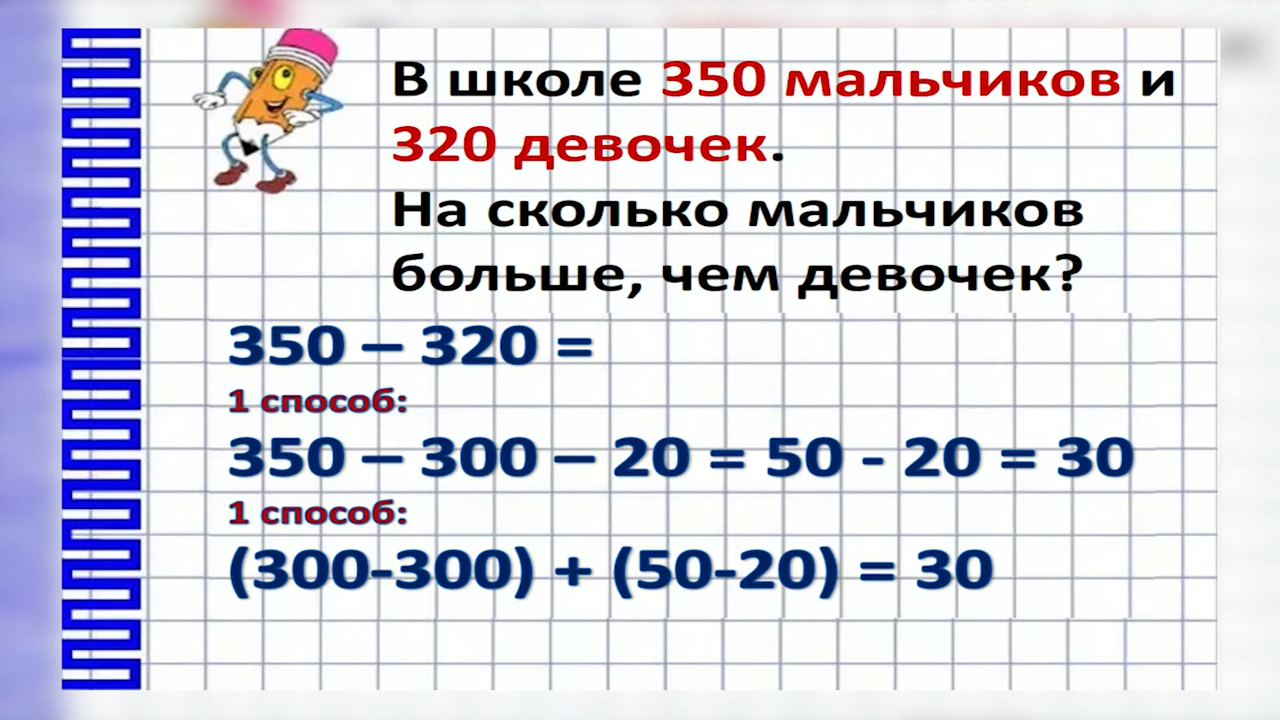 В школе 350 мальчиков и
320 девочек.
На сколько мальчиков
больше, чем девочек?
350 – 320 =
1 способ:
350 – 300 – 20 = 50 - 20 = 30
1 способ:
(300-300) + (50-20) = 30